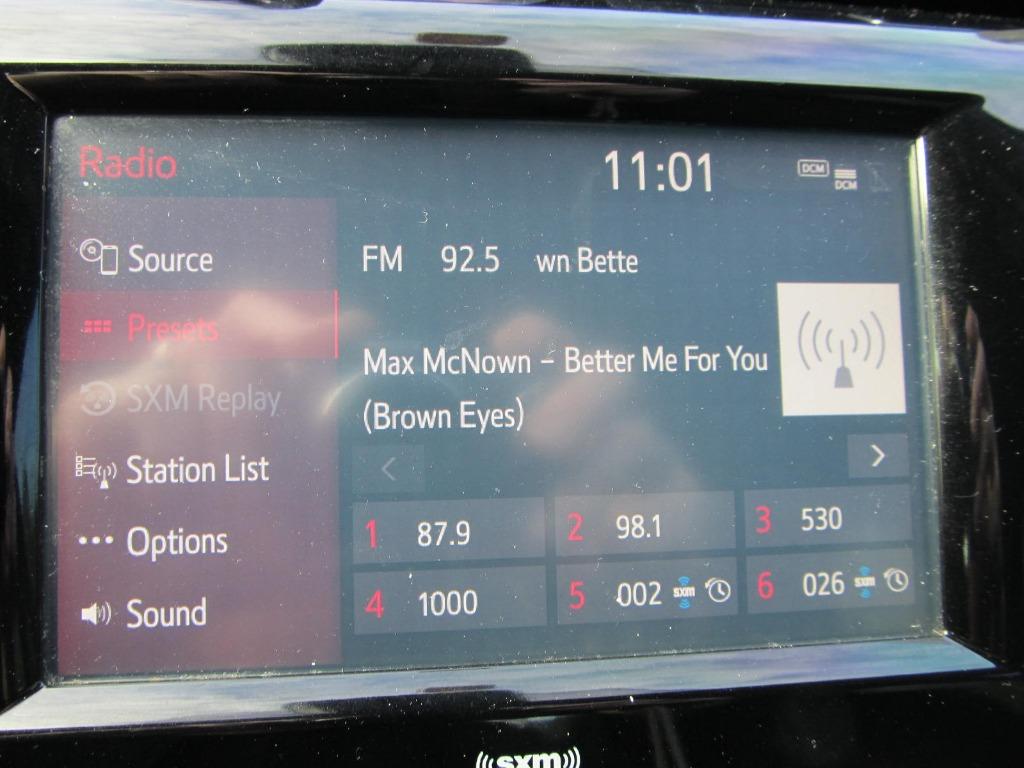 Radio
11:01
DCM
DCM
Source
Presets
SXM Replay
Station List
Options
Sound
FM 92.5 wn Bette
Max McNown – Better Me For You
(Brown Eyes)
< >
1 87.9
2 98.1
3 530
4 1000
5 002 sxm
6 026 sxm
((sxm))